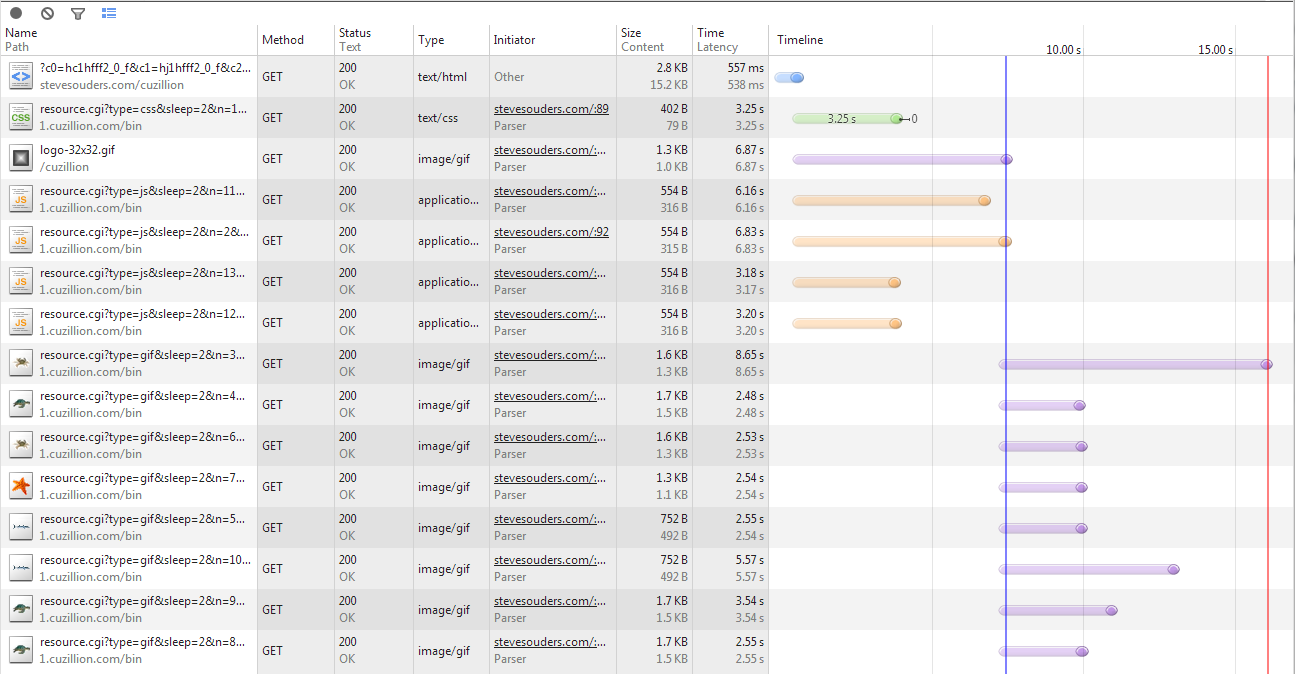 Name Method Status Type Initiator Size Time Timeline
Path Text Content Latency 10.00 s 15.00 s
?c0=hc1hfff2_0_f&c1=hj1hfff2_0_f&c2... GET 200 text/html Other 2.8 KB 557 ms
stevesouders.com/cuzillion OK 15.2 KB 538 ms
resource.cgi?type=css&sleep=2&n=1... GET 200 text/css stevesouders.com/:89 402 B 3.25 s 3.25 s 0
1.cuzillion.com/bin OK Parser 79 B 3.25 s
logo-32x32.gif GET 200 image/gif stevesouders.com/:... 1.3 KB 6.87 s
/cuzillion OK Parser 1.0 KB 6.87 s
CSS
resource.cgi?type=js&sleep=2&n=11... GET 200 applicatio... stevesouders.com/:... 554 B 6.16 s
JS 1.cuzillion.com/bin OK Parser 316 B 6.16 s
resource.cgi?type=js&sleep=2&n=2&... GET 200 applicatio... stevesouders.com/:92 554 B 6.83 s
JS 1.cuzillion.com/bin OK Parser 315 B 6.83 s
resource.cgi?type=js&sleep=2&n=13... GET 200 applicatio... stevesouders.com/:... 554 B 3.18 s
JS 1.cuzillion.com/bin OK Parser 316 B 3.17 s
resource.cgi?type=js&sleep=2&n=12... GET 200 applicatio... stevesouders.com/:... 554 B 3.20 s
JS 1.cuzillion.com/bin OK Parser 316 B 3.20 s
resource.cgi?type=gif&sleep=2&n=3... GET 200 image/gif stevesouders.com/:... 1.6 KB 8.65 s
1.cuzillion.com/bin OK Parser 1.3 KB 8.65 s
resource.cgi?type=gif&sleep=2&n=4... GET 200 image/gif stevesouders.com/:... 1.7 KB 2.48 s
1.cuzillion.com/bin OK Parser 1.5 KB 2.48 s
resource.cgi?type=gif&sleep=2&n=6... GET 200 image/gif stevesouders.com/:... 1.6 KB 2.53 s
1.cuzillion.com/bin OK Parser 1.3 KB 2.53 s
resource.cgi?type=gif&sleep=2&n=7... GET 200 image/gif stevesouders.com/:... 1.3 KB 2.54 s
1.cuzillion.com/bin OK Parser 1.1 KB 2.54 s
resource.cgi?type=gif&sleep=2&n=5... GET 200 image/gif stevesouders.com/:... 752 B 2.55 s
1.cuzillion.com/bin OK Parser 492 B 2.54 s
resource.cgi?type=gif&sleep=2&n=10... GET 200 image/gif stevesouders.com/:... 752 B 5.57 s
1.cuzillion.com/bin OK Parser 492 B 5.57 s
resource.cgi?type=gif&sleep=2&n=9... GET 200 image/gif stevesouders.com/:... 1.7 KB 3.54 s
1.cuzillion.com/bin OK Parser 1.5 KB 3.54 s
resource.cgi?type=gif&sleep=2&n=8... GET 200 image/gif stevesouders.com/:... 1.7 KB 2.55 s
1.cuzillion.com/bin OK Parser 1.5 KB 2.55 s